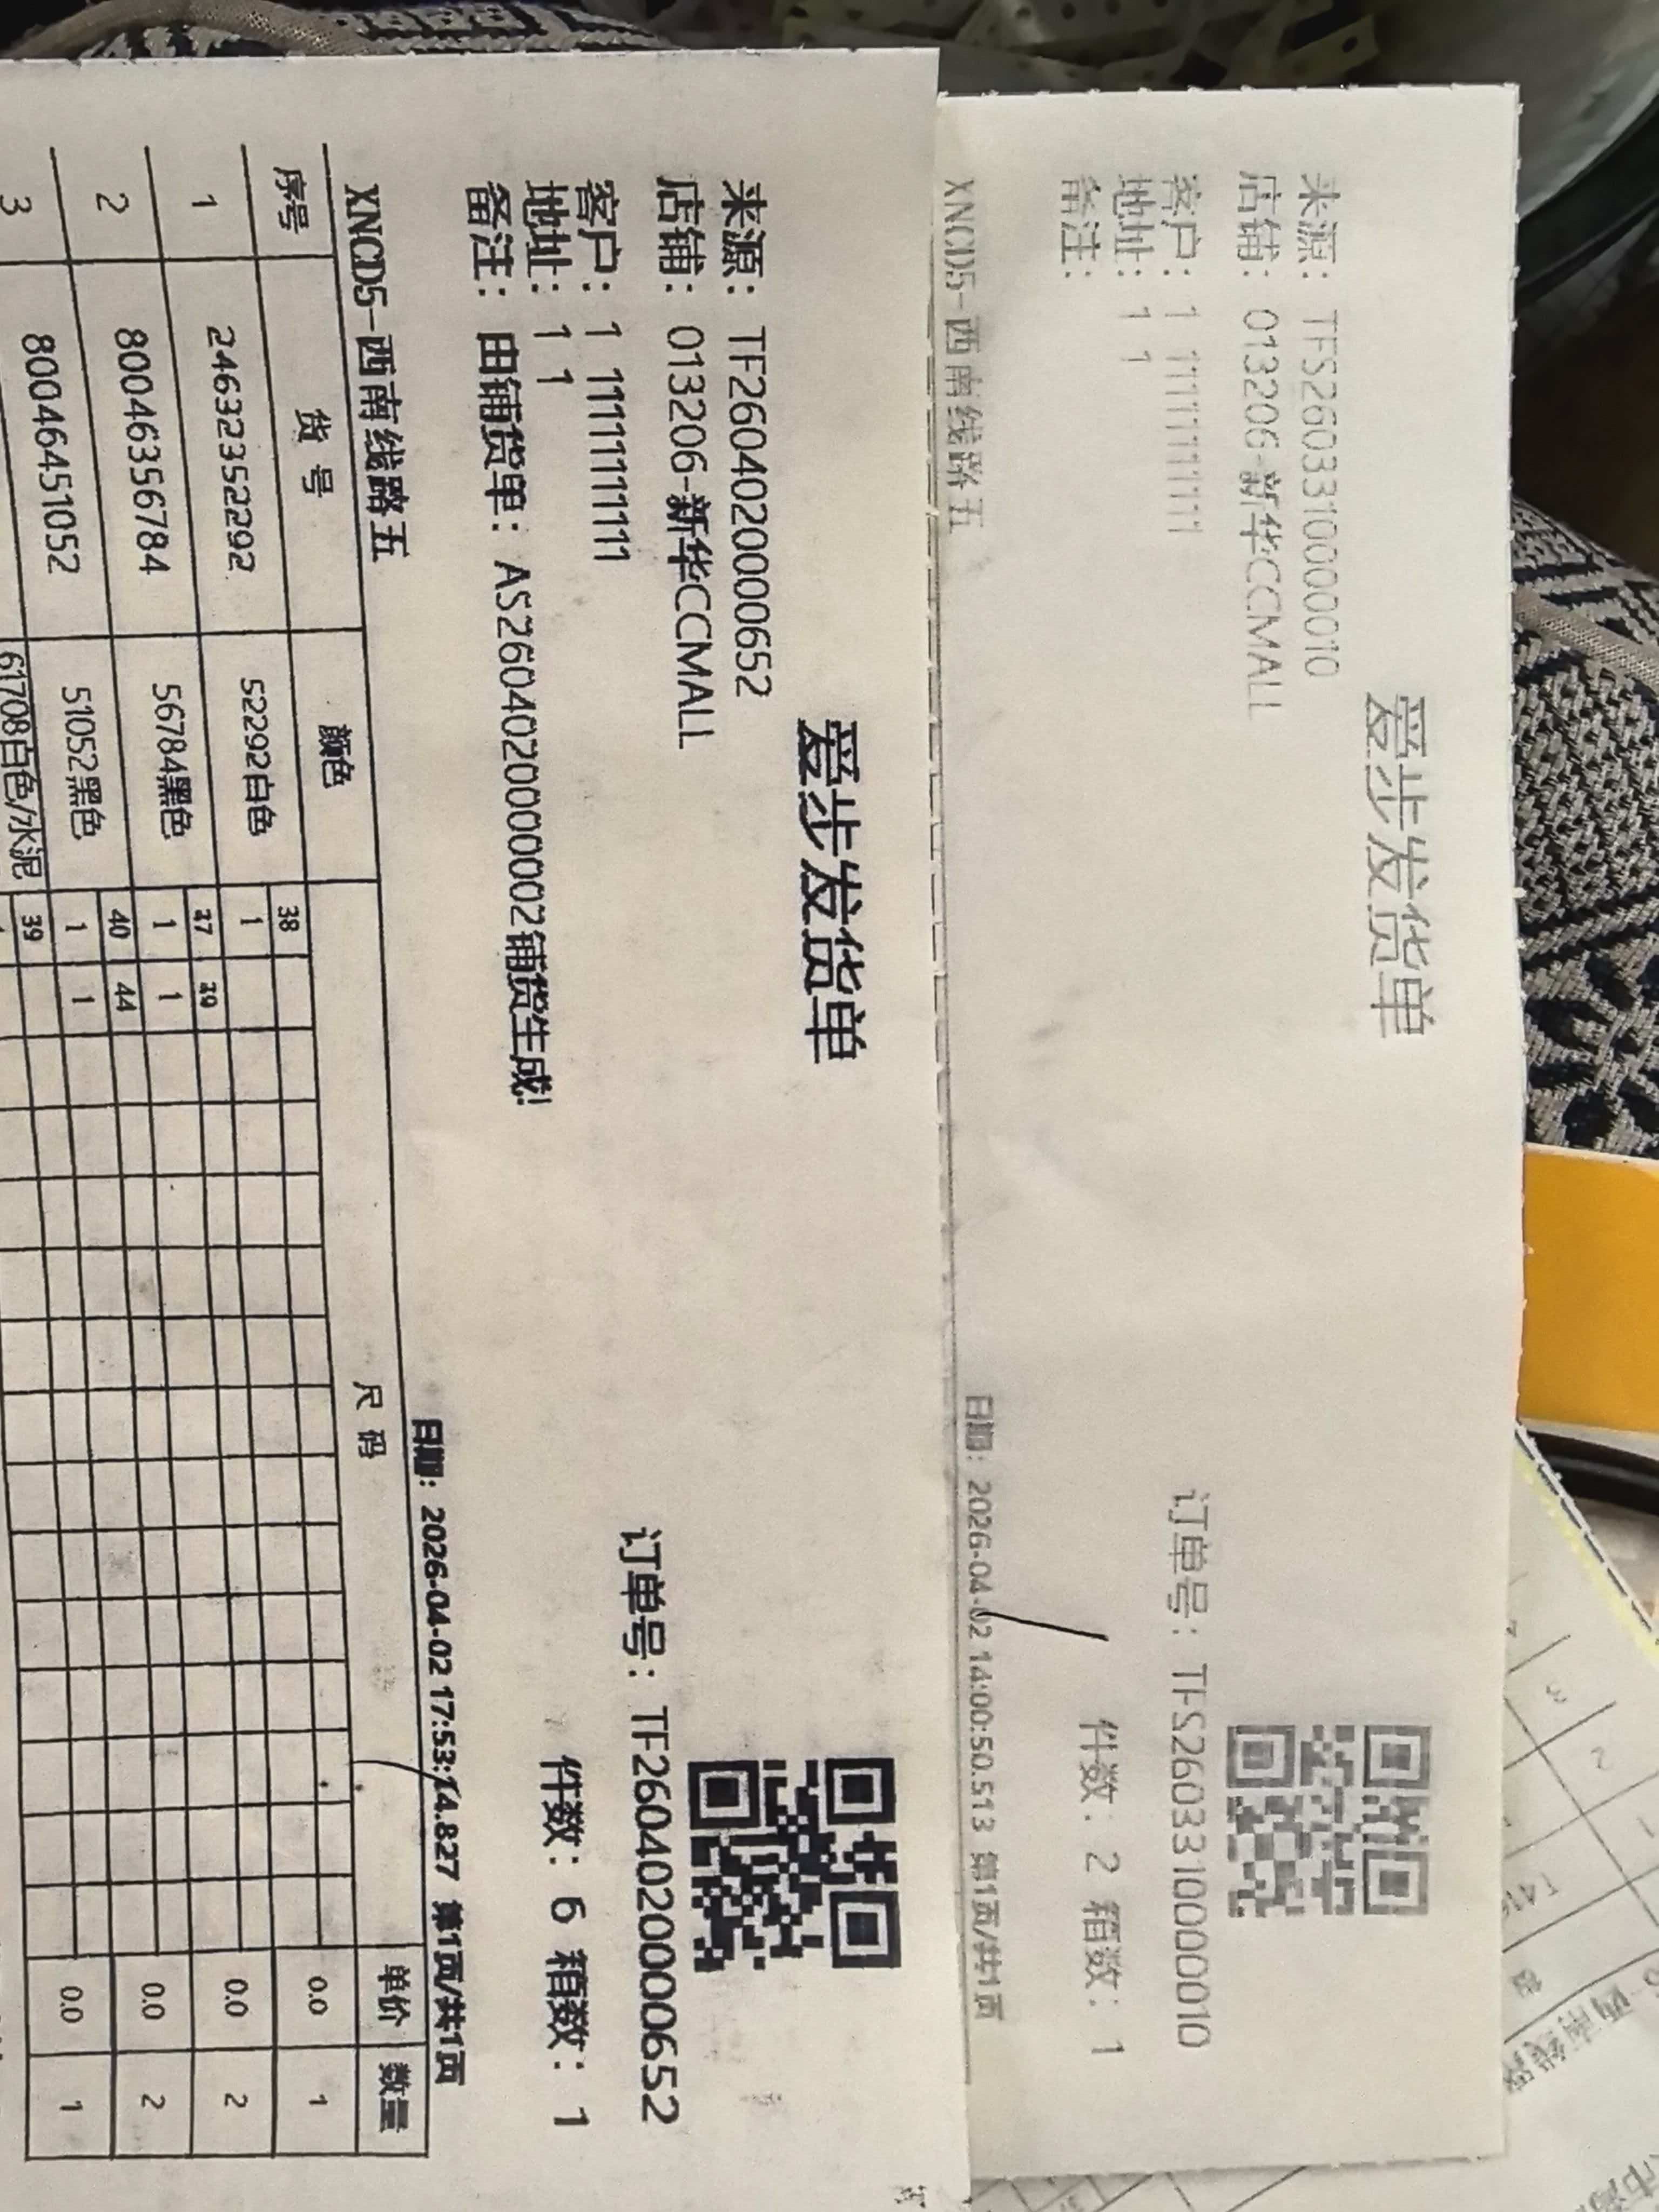 爱步发货单
来源：TFS260331000010
店铺：013206-新华CCMALL
订单号：TFS260331000010
客户：1 11111111111
地址：1 1
件数：2 箱数：1
备注：
XNCD5-西南线路五 日期：2026-04-02 14:00:50.513 第1页/共1页
爱步发货单
来源：TF260402000652
店铺：013206-新华CCMALL
订单号：TF260402000652
客户：1 11111111111
地址：1 1
件数：6 箱数：1
备注：由铺货单：AS260402000002铺货生成!
XNCD5-西南线路五 日期：2026-04-02 17:53:14.827 第1页/共1页
序号 货号 颜色 尺码 单价 数量
38
1 24632352292 52292白色 1 0.0 1
37 39
2 80046356784 56784黑色 1 1 0.0 2
40 44
3 80046451052 51052黑色 1 1 0.0 2
39
61708白色/水泥 0.0 1